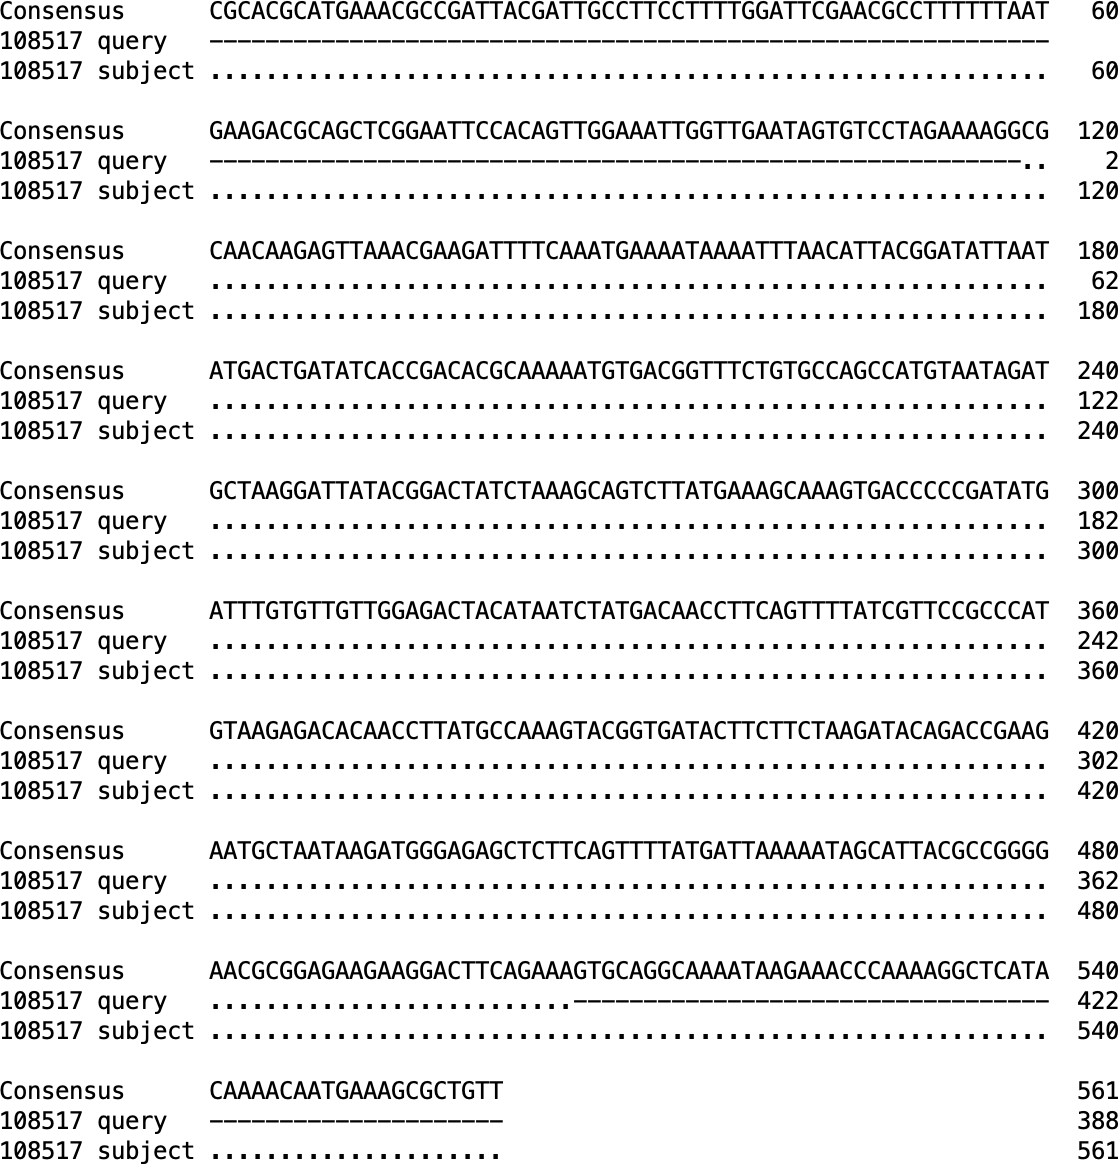 Consensus CGCACGCATGAAACGCCGATTACGATTGCCTTCCTTTTGGATTCGAACGCCTTTTTTAAT 60
108517 query ------------------------------------------------------------
108517 subject ............................................................ 60
Consensus GAAGACGCAGCTCGGAATTCCACAGTTGGAAATTGGTTGAATAGTGTCCTAGAAAAGGCG 120
108517 query ----------------------------------------------------------.. 2
108517 subject ............................................................ 120
Consensus CAACAAGAGTTAAACGAAGATTTTCAAATGAAAATAAAATTTAACATTACGGATATTAAT 180
108517 query ............................................................ 62
108517 subject ............................................................ 180
Consensus ATGACTGATATCACCGACACGCAAAAATGTGACGGTTTCTGTGCCAGCCATGTAATAGAT 240
108517 query ............................................................ 122
108517 subject ............................................................ 240
Consensus GCTAAGGATTATACGGACTATCTAAAGCAGTCTTATGAAAGCAAAGTGACCCCCGATATG 300
108517 query ............................................................ 182
108517 subject ............................................................ 300
Consensus ATTTGTGTTGTTGGAGACTACATAATCTATGACAACCTTCAGTTTTATCGTTCCGCCCAT 360
108517 query ............................................................ 242
108517 subject ............................................................ 360
Consensus GTAAGAGACACAACCTTATGCCAAAGTACGGTGATACTTCTTCTAAGATACAGACCGAAG 420
108517 query ............................................................ 302
108517 subject ............................................................ 420
Consensus AATGCTAATAAGATGGGAGAGCTCTTCAGTTTTATGATTAAAAATAGCATTACGCCGGGG 480
108517 query ............................................................ 362
108517 subject ............................................................ 480
Consensus AACGCGGAGAAGAAGGACTTCAGAAAGTGCAGGCAAAATAAGAAACCCAAAAGGCTCATA 540
108517 query ..........................---------------------------------- 422
108517 subject ............................................................ 540
Consensus CAAAACAATGAAAGCGCTGTT 561
108517 query --------------------- 388
108517 subject ..................... 561